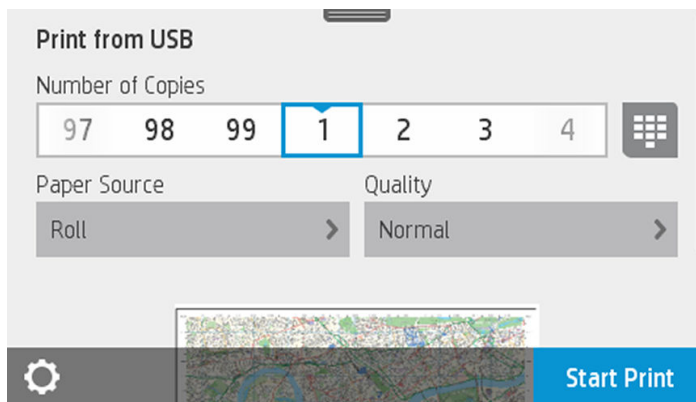 Print from USB
Number of Copies
97 98 99 1 2 3 4
Paper Source Quality
Roll Normal
Start Print